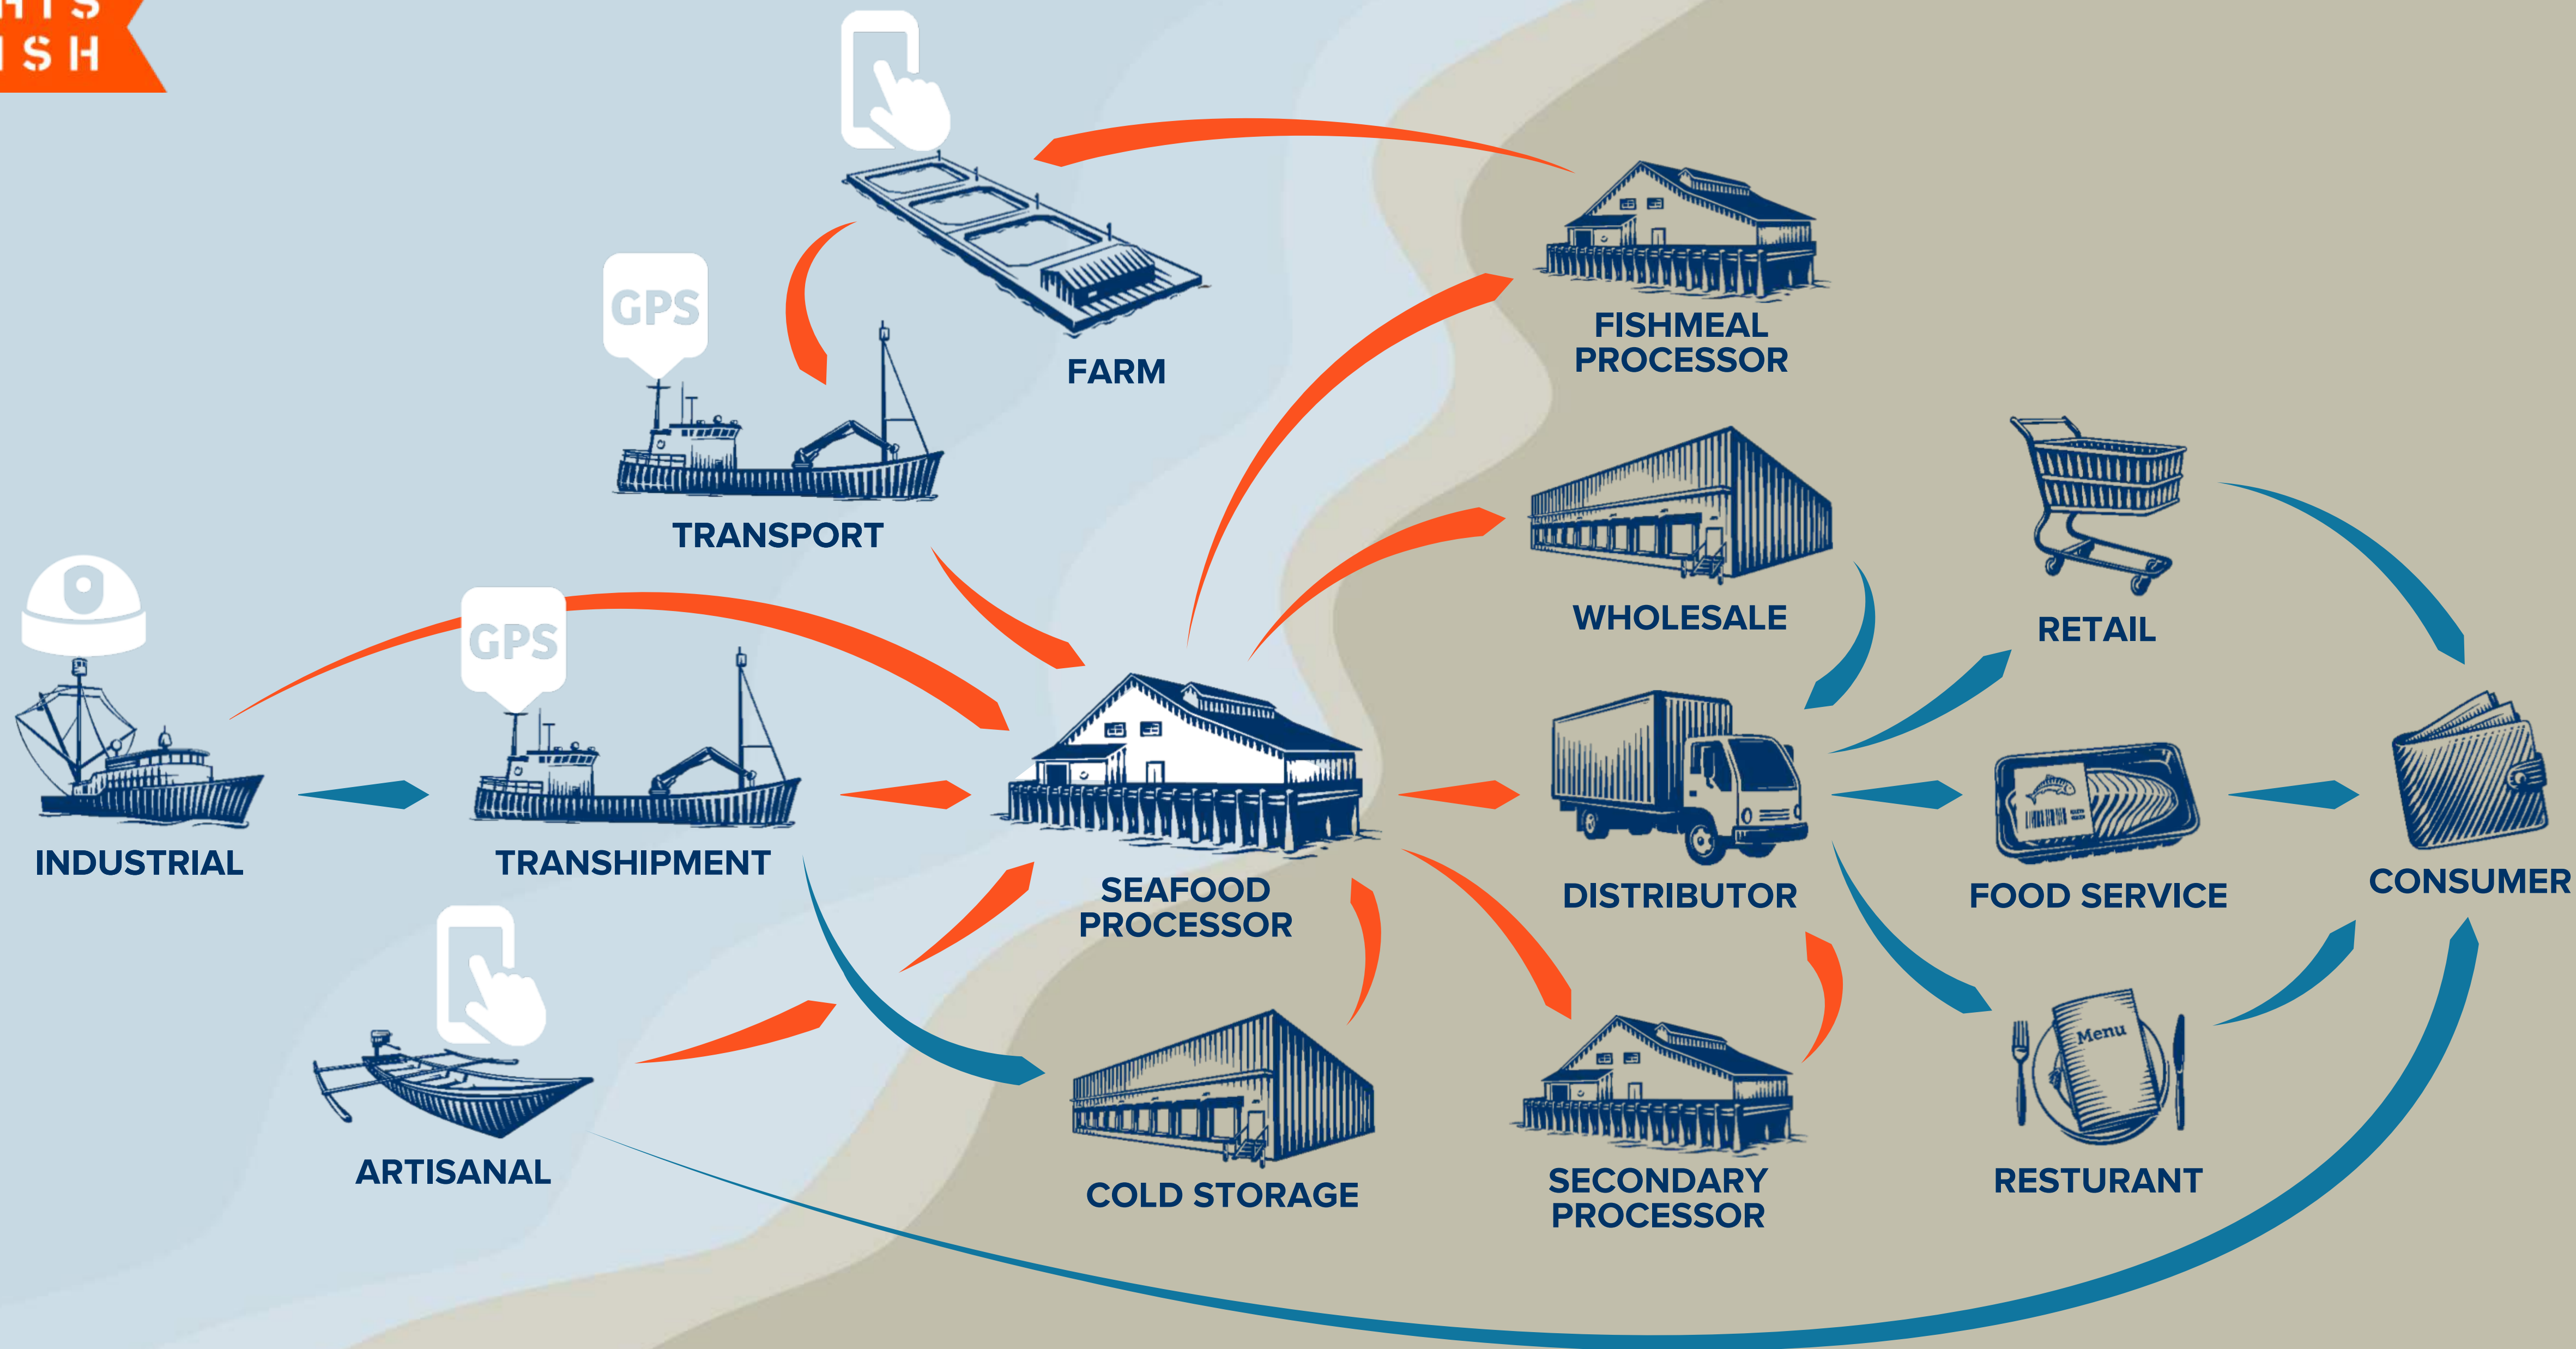 ISH
GPS
FARM
FISHMEAL
PROCESSOR
TRANSPORT
GPS
WHOLESALE
RETAIL
INDUSTRIAL
TRANSHIPMENT
SEAFOOD
PROCESSOR
DISTRIBUTOR
FOOD SERVICE
CONSUMER
Menu
ARTISANAL
COLD STORAGE
SECONDARY
PROCESSOR
RESTURANT